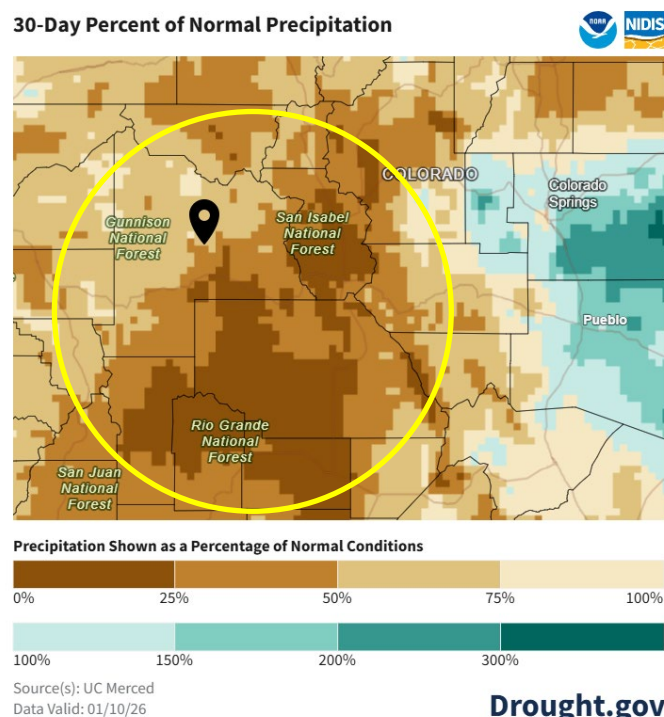 30-Day Percent of Normal Precipitation
NOAA
NIDIS
COLORADO
Colorado
Springs
Gunnison
National
Forest
San Isabel
National
Forest
Pueblo
Rio Grande
National
Forest
San Juan
National
Forest
Precipitation Shown as a Percentage of Normal Conditions
0% 25% 50% 75% 100%
100% 150% 200% 300%
Source(s): UC Merced
Data Valid: 01/10/26
Drought.gov